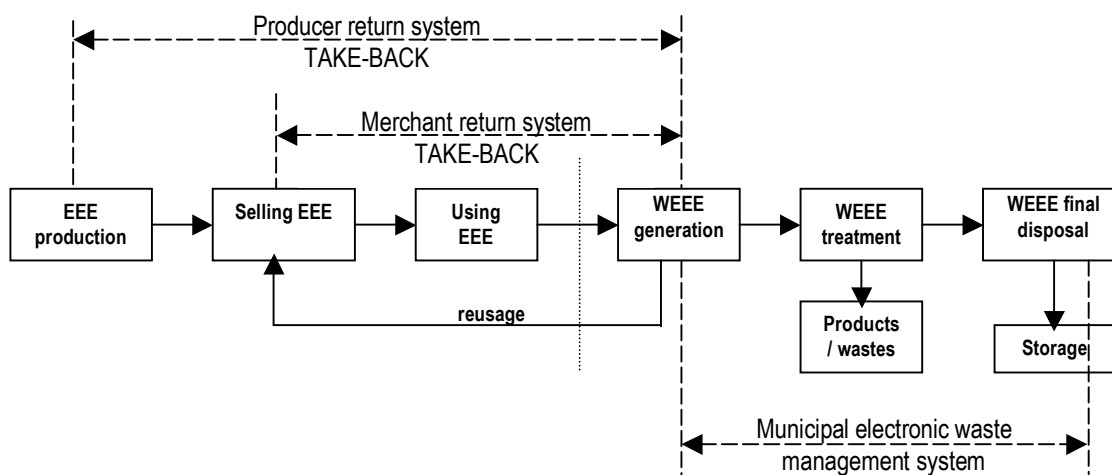 Producer return system
TAKE-BACK
Merchant return system
TAKE-BACK
EEE
production
Selling EEE
Using
EEE
WEEE
generation
WEEE
treatment
WEEE final
disposal
reusage
Products
/ wastes
Storage
Municipal electronic waste
management system